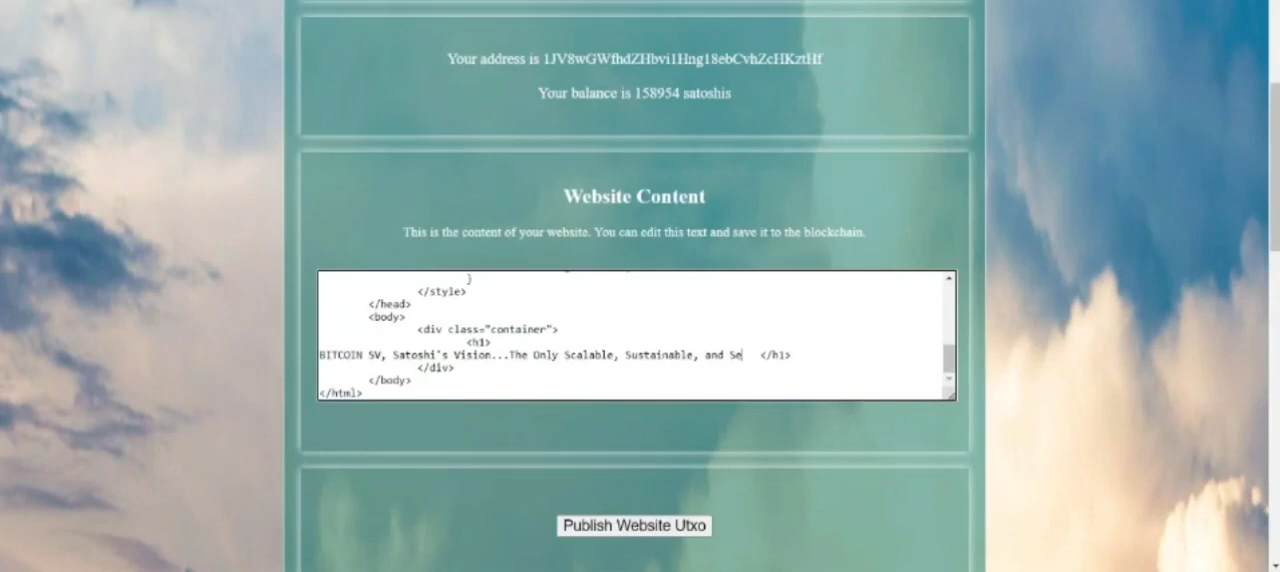 Your address is 1JV8wGWfhdZHbvi1Hng18ebCvhZcHKztHf
Your balance is 158954 satoshis
Website Content
This is the content of your website. You can edit this text and save it to the blockchain.
}
</style>
</head>
<body>
<div class="container">
<h1>
BITCOIN SV, Satoshi's Vision...The Only Scalable, Sustainable, and Se </h1>
</div>
</body>
</html>
Publish Website Utxo